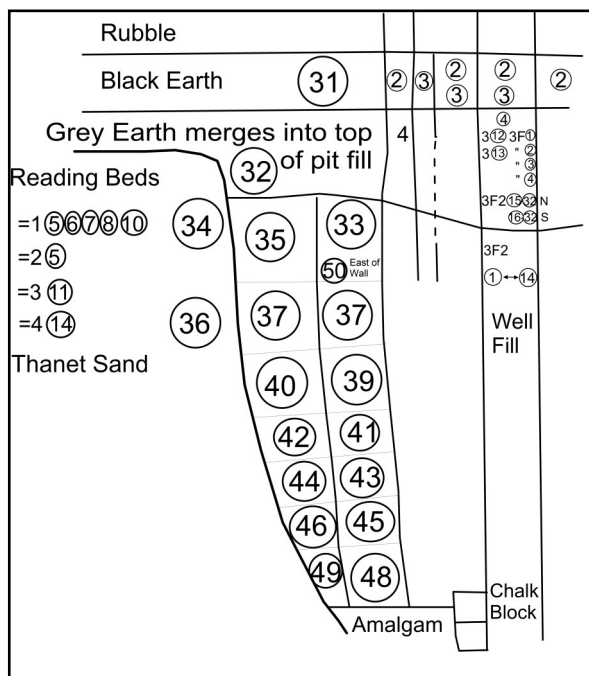 Rubble
Black Earth 31 2 3 2 2 2
3 3
4
Grey Earth merges into top 4 3 12 3F 1
of pit fill 3 13 " 2
" 3
32 " 4
Reading Beds
3F2 15 32 N
16 32 S
=1 5 6 7 8 10 34 35 33
3F2
=2 5 50 East of
Wall
1 ↔ 14
=3 11
=4 14 36 37 37 Well
Fill
Thanet Sand
40 39
42 41
44 43
46 45
49 48
Chalk
Block
Amalgam